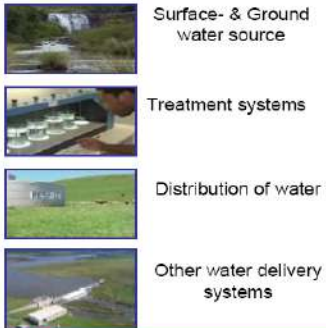 Surface- & Ground
water source
Treatment systems
Distribution of water
Other water delivery
systems